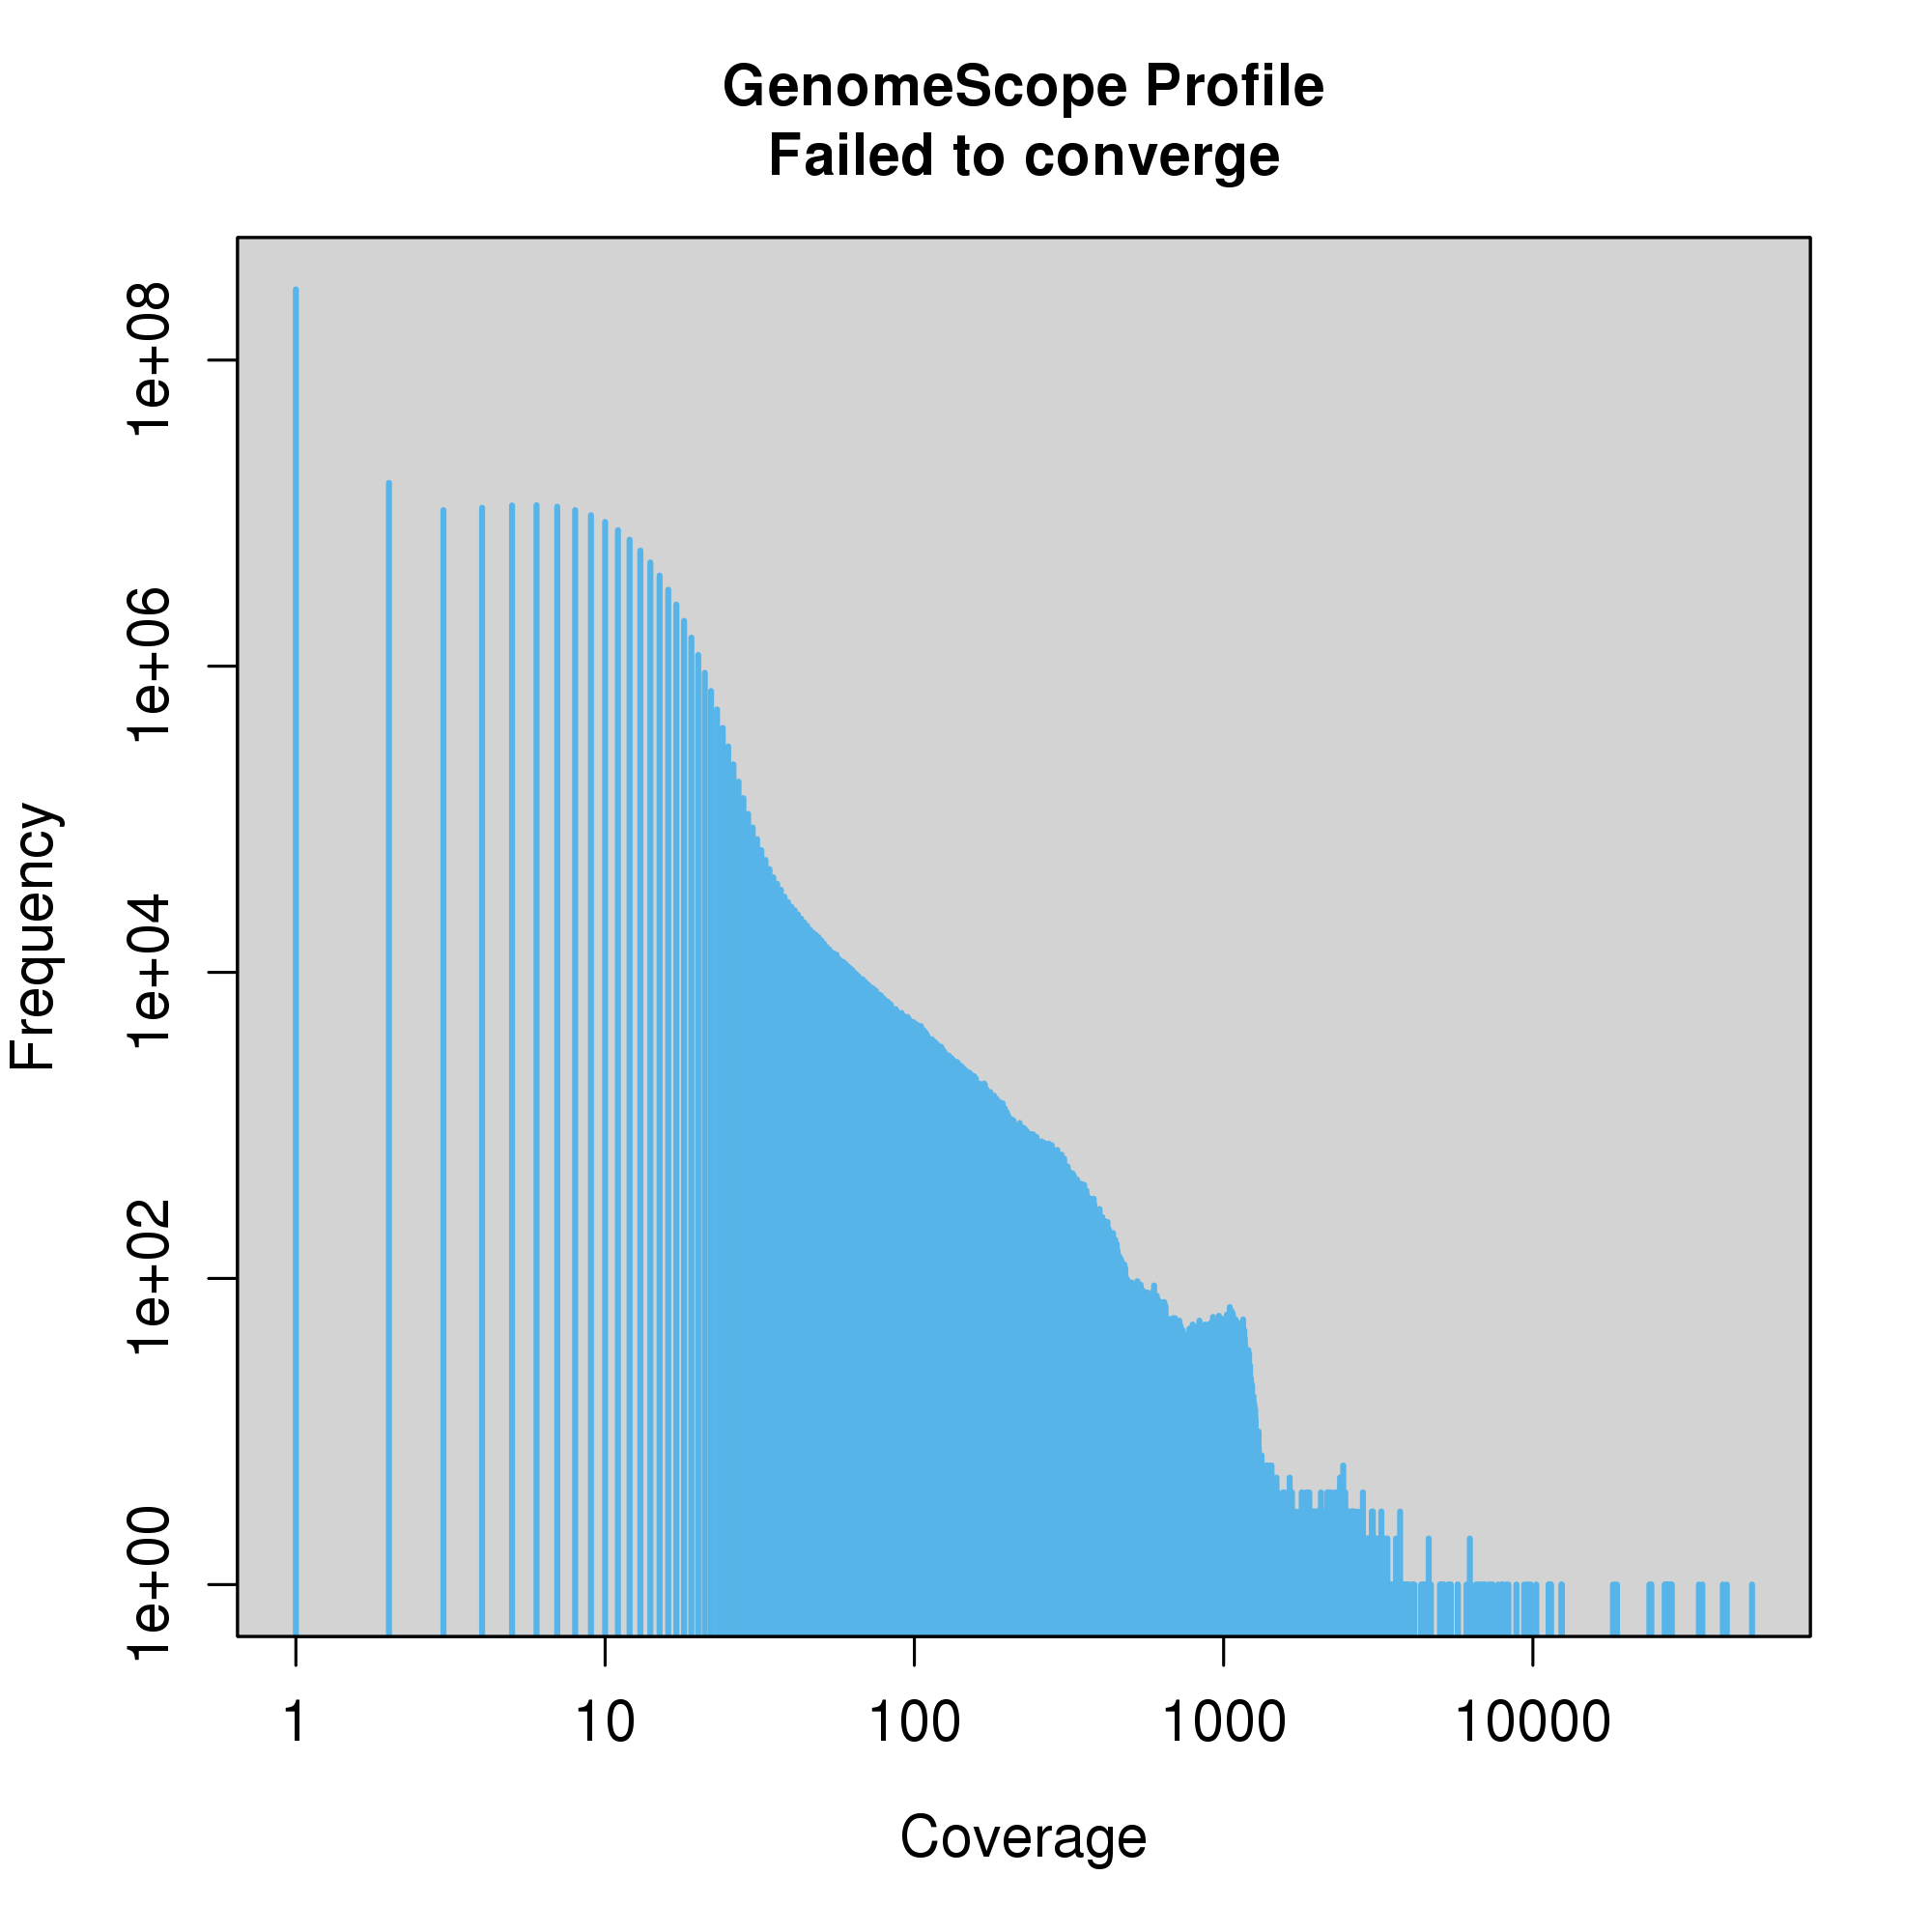 GenomeScope Profile
Failed to converge
Frequency
1e+08
1e+06
1e+04
1e+02
1e+00
1
10
100
1000
10000
Coverage